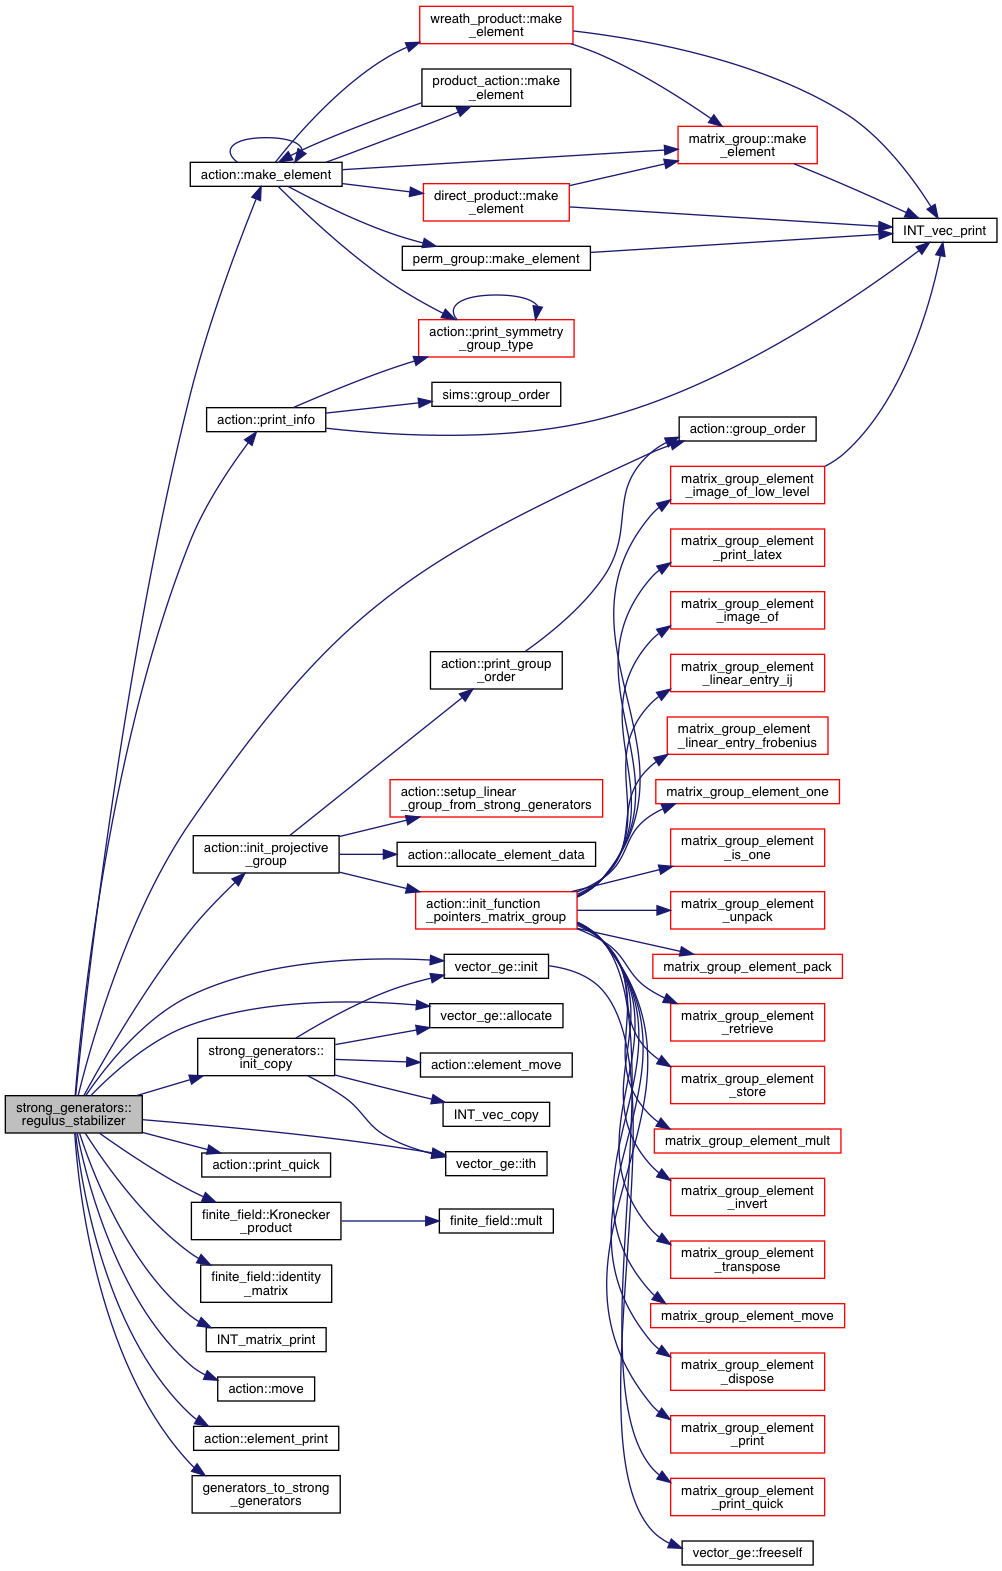 wreath_product::make
_element
product_action::make
_element
matrix_group::make
_element
action::make_element
direct_product::make
_element
INT_vec_print
perm_group::make_element
action::print_symmetry
_group_type
sims::group_order
action::print_info
action::group_order
matrix_group_element
_image_of_low_level
matrix_group_element
_print_latex
matrix_group_element
_image_of
action::print_group
_order
matrix_group_element
_linear_entry_ij
matrix_group_element
_linear_entry_frobenius
action::setup_linear
_group_from_strong_generators
matrix_group_element_one
action::init_projective
_group
action::allocate_element_data
matrix_group_element
_is_one
action::init_function
_pointers_matrix_group
matrix_group_element
_unpack
vector_ge::init
matrix_group_element_pack
vector_ge::allocate
matrix_group_element
_retrieve
strong_generators::
init_copy
action::element_move
matrix_group_element
_store
strong_generators::
regulus_stabilizer
INT_vec_copy
matrix_group_element_mult
action::print_quick
vector_ge::ith
matrix_group_element
_invert
finite_field::Kronecker
_product
finite_field::mult
matrix_group_element
_transpose
finite_field::identity
_matrix
matrix_group_element_move
INT_matrix_print
matrix_group_element
_dispose
action::move
action::element_print
matrix_group_element
_print
generators_to_strong
_generators
matrix_group_element
_print_quick
vector_ge::freeself